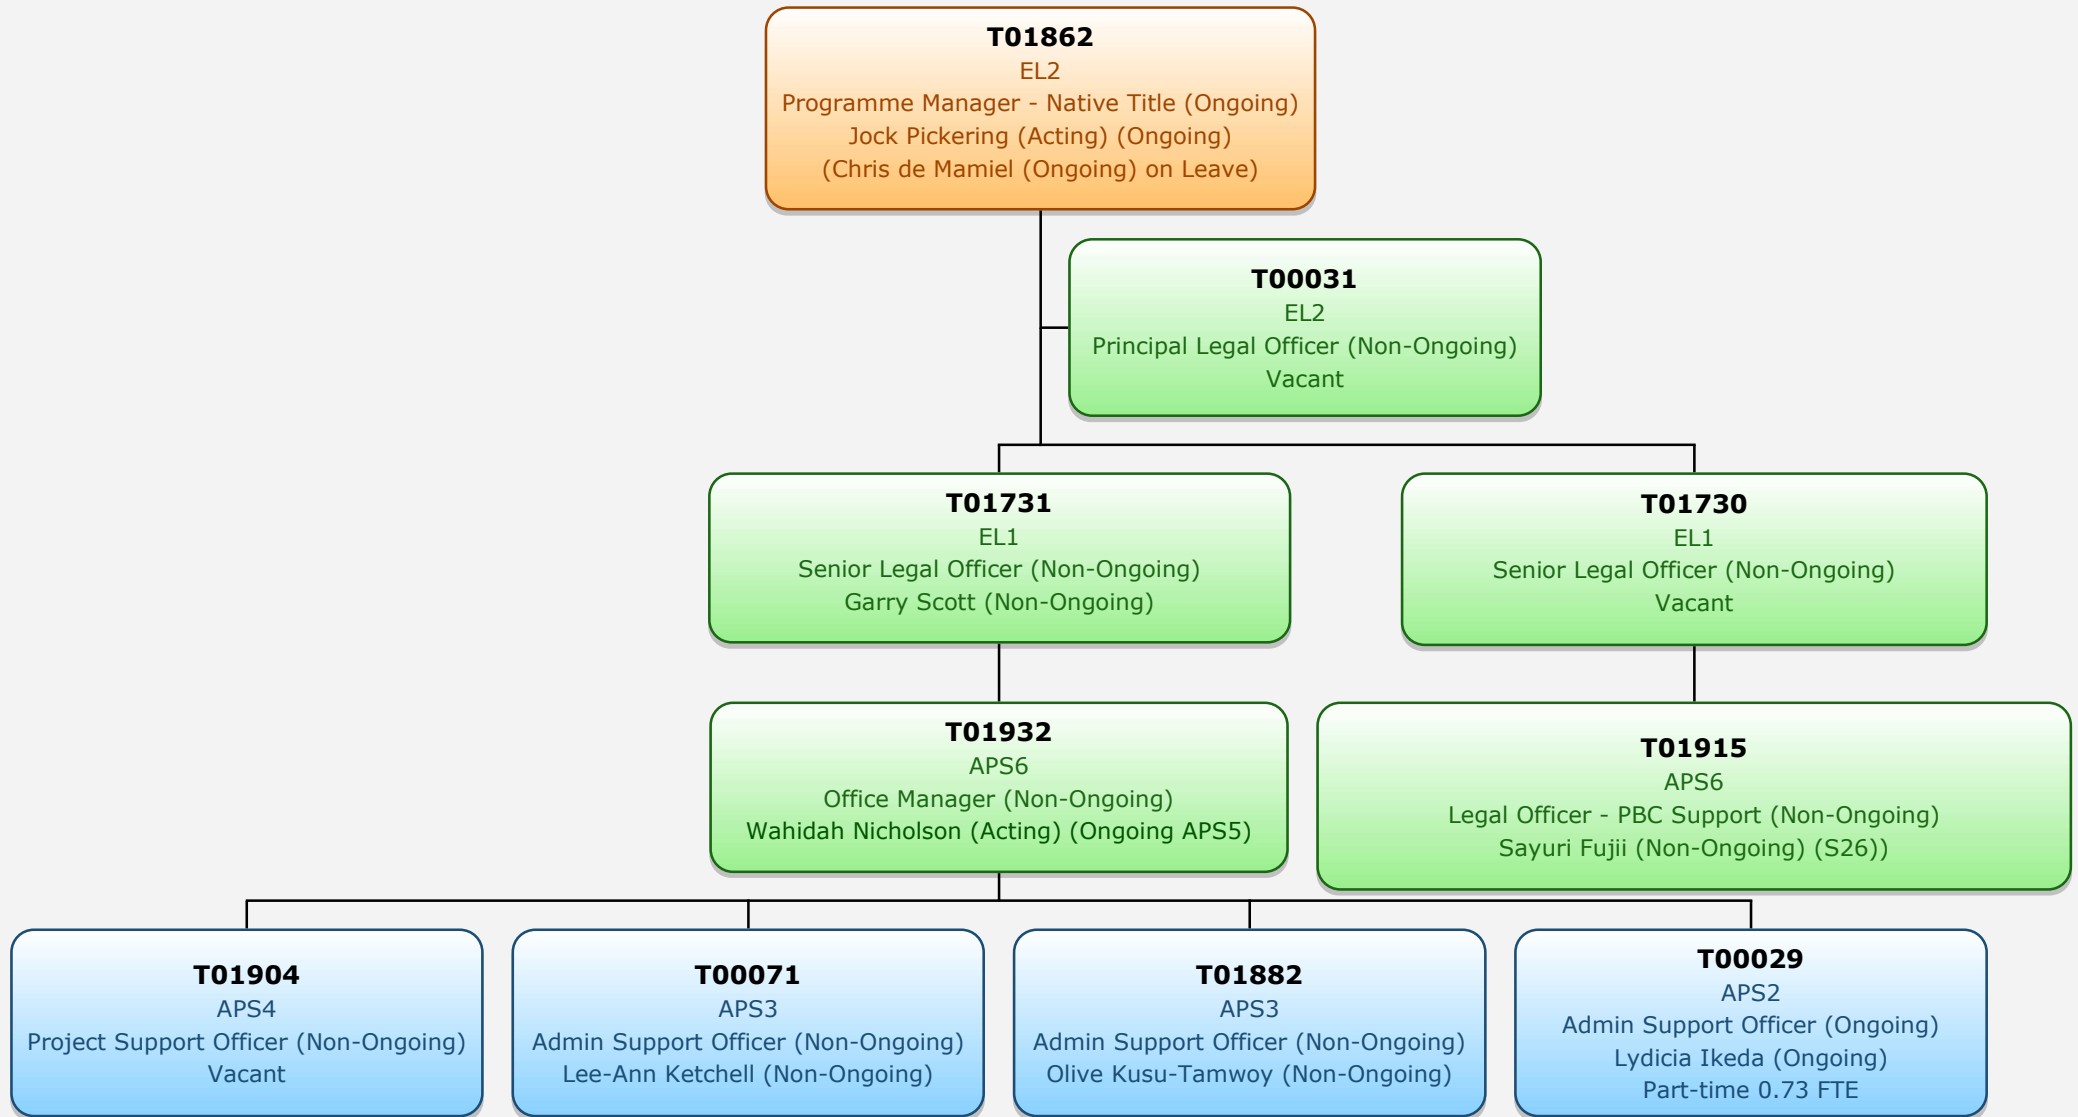 T01862
EL2
Programme Manager - Native Title (Ongoing)
Jock Pickering (Acting) (Ongoing)
(Chris de Mamiel (Ongoing) on Leave)
T00031
EL2
Principal Legal Officer (Non-Ongoing)
Vacant
T01731
EL1
Senior Legal Officer (Non-Ongoing)
Garry Scott (Non-Ongoing)
T01730
EL1
Senior Legal Officer (Non-Ongoing)
Vacant
T01932
APS6
Office Manager (Non-Ongoing)
Wahidah Nicholson (Acting) (Ongoing APS5)
T01915
APS6
Legal Officer - PBC Support (Non-Ongoing)
Sayuri Fujii (Non-Ongoing) (S26))
T01904
APS4
Project Support Officer (Non-Ongoing)
Vacant
T00071
APS3
Admin Support Officer (Non-Ongoing)
Lee-Ann Ketchell (Non-Ongoing)
T01882
APS3
Admin Support Officer (Non-Ongoing)
Olive Kusu-Tamwoy (Non-Ongoing)
T00029
APS2
Admin Support Officer (Ongoing)
Lydicia Ikeda (Ongoing)
Part-time 0.73 FTE